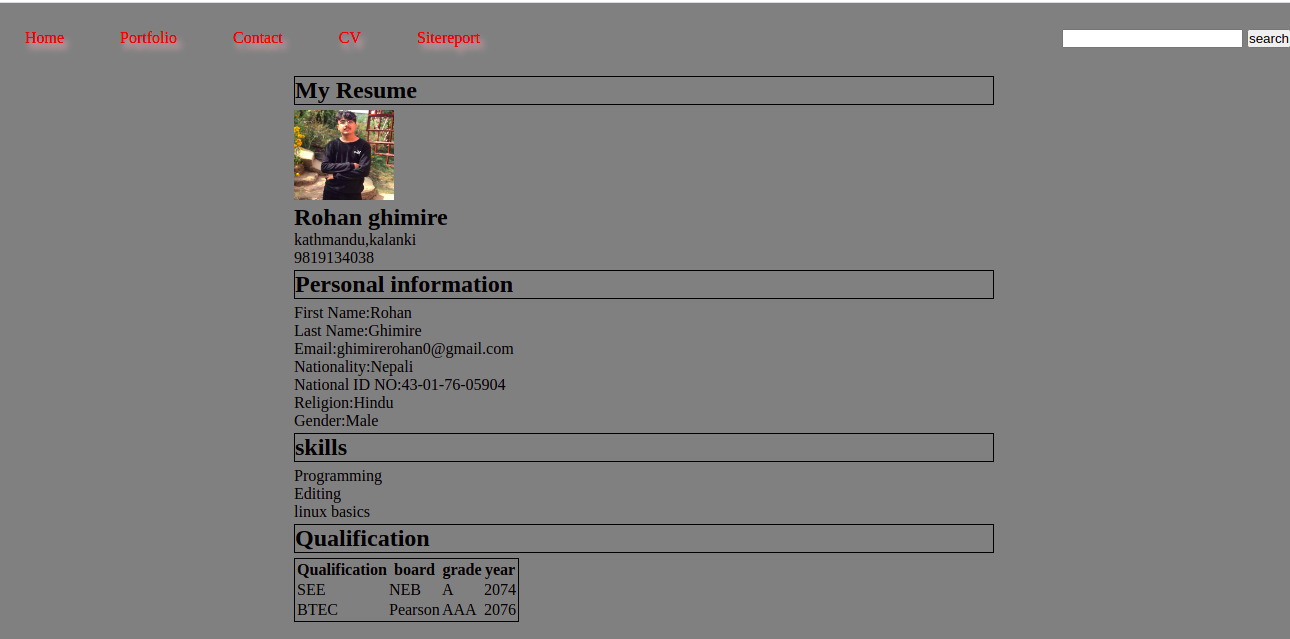 Home Portfolio Contact CV Sitereport search
My Resume
Rohan ghimire
kathmandu,kalanki
9819134038
Personal information
First Name:Rohan
Last Name:Ghimire
Email:ghimirerohan0@gmail.com
Nationality:Nepali
National ID NO:43-01-76-05904
Religion:Hindu
Gender:Male
skills
Programming
Editing
linux basics
Qualification
Qualification board grade year
SEE NEB A 2074
BTEC Pearson AAA 2076